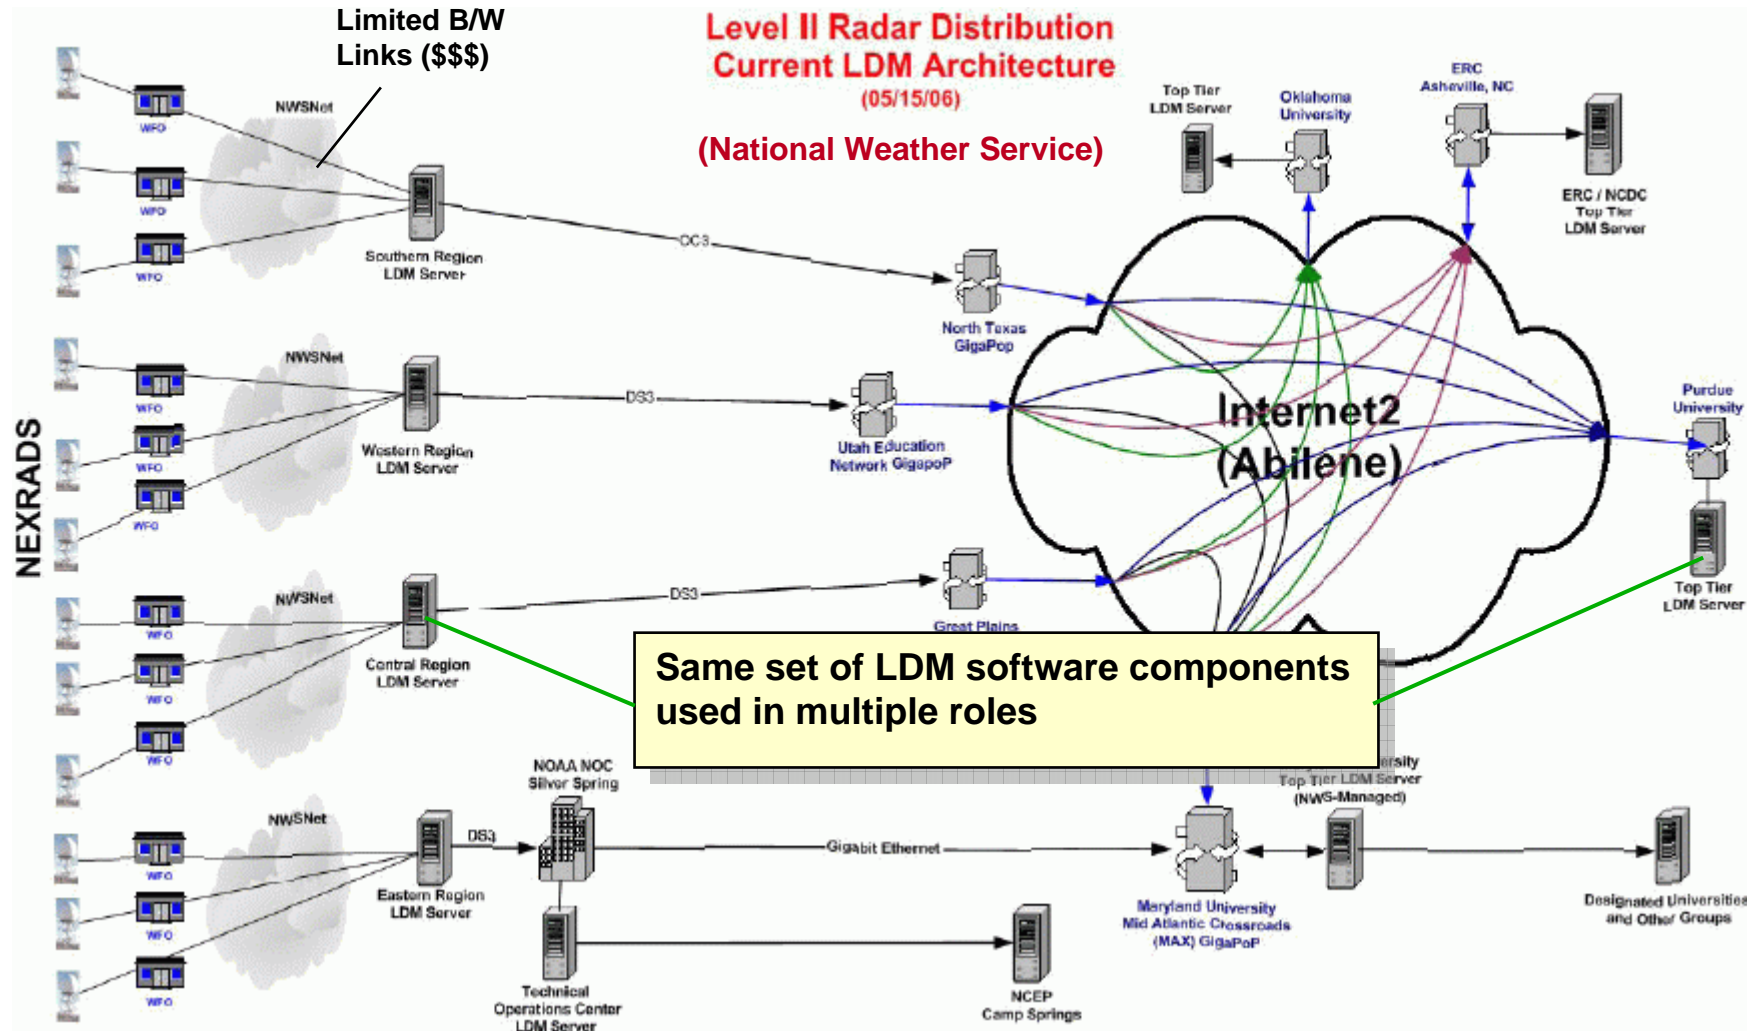 Limited B/W
Links ($$$)
Level II Radar Distribution
Current LDM Architecture
(05/15/06)
(National Weather Service)
NEXRADS
WFO
WFO
WFO
NWSNet
Southern Region
LDM Server
OC3
North Texas
GigaPop
Top Tier
LDM Server
Oklahoma
University
ERC
Asheville, NC
ERC / NCDC
Top Tier
LDM Server
WFO
WFO
WFO
NWSNet
Western Region
LDM Server
DS3
Utah Education
Network GigapoP
Internet2
(Abilene)
Purdue
University
Top Tier
LDM Server
WFO
WFO
WFO
NWSNet
Central Region
LDM Server
DS3
Great Plains
Same set of LDM software components
used in multiple roles
WFO
WFO
WFO
NWSNet
Eastern Region
LDM Server
DS3
NOAA NOC
Silver Spring
Gigabit Ethernet
Technical
Operations Center
LDM Server
NCEP
Camp Springs
Maryland University
Mid Atlantic Crossroads
(MAX) GigaPoP
Top Tier LDM Server
(NWS-Managed)
Designated Universities
and Other Groups